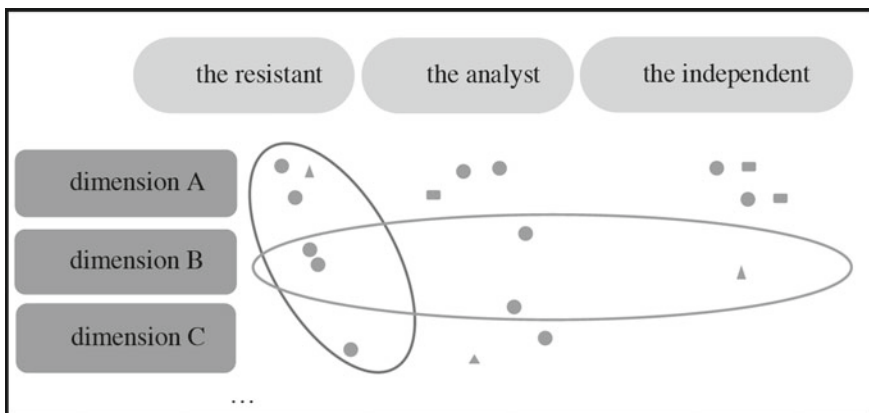 the resistant the analyst the independent
dimension A
dimension B
dimension C
...